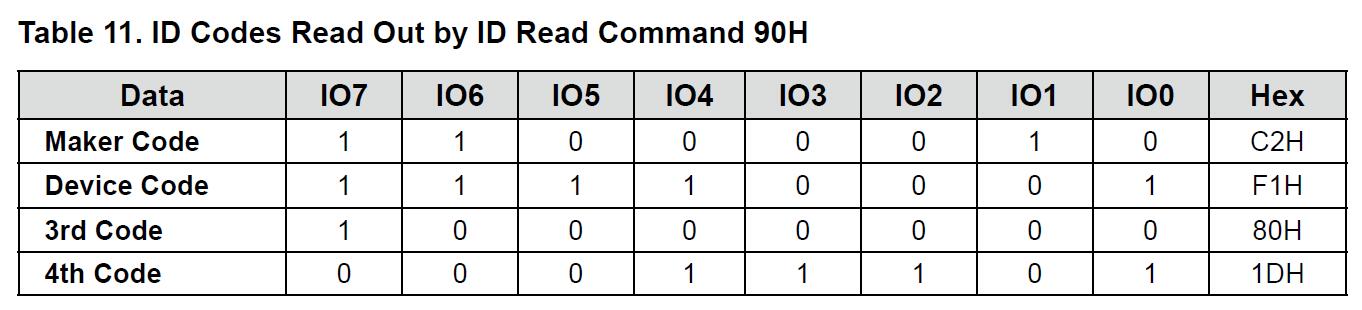 Table 11. ID Codes Read Out by ID Read Command 90H
Data IO7 IO6 IO5 IO4 IO3 IO2 IO1 IO0 Hex
Maker Code 1 1 0 0 0 0 1 0 C2H
Device Code 1 1 1 1 0 0 0 1 F1H
3rd Code 1 0 0 0 0 0 0 0 80H
4th Code 0 0 0 1 1 1 0 1 1DH